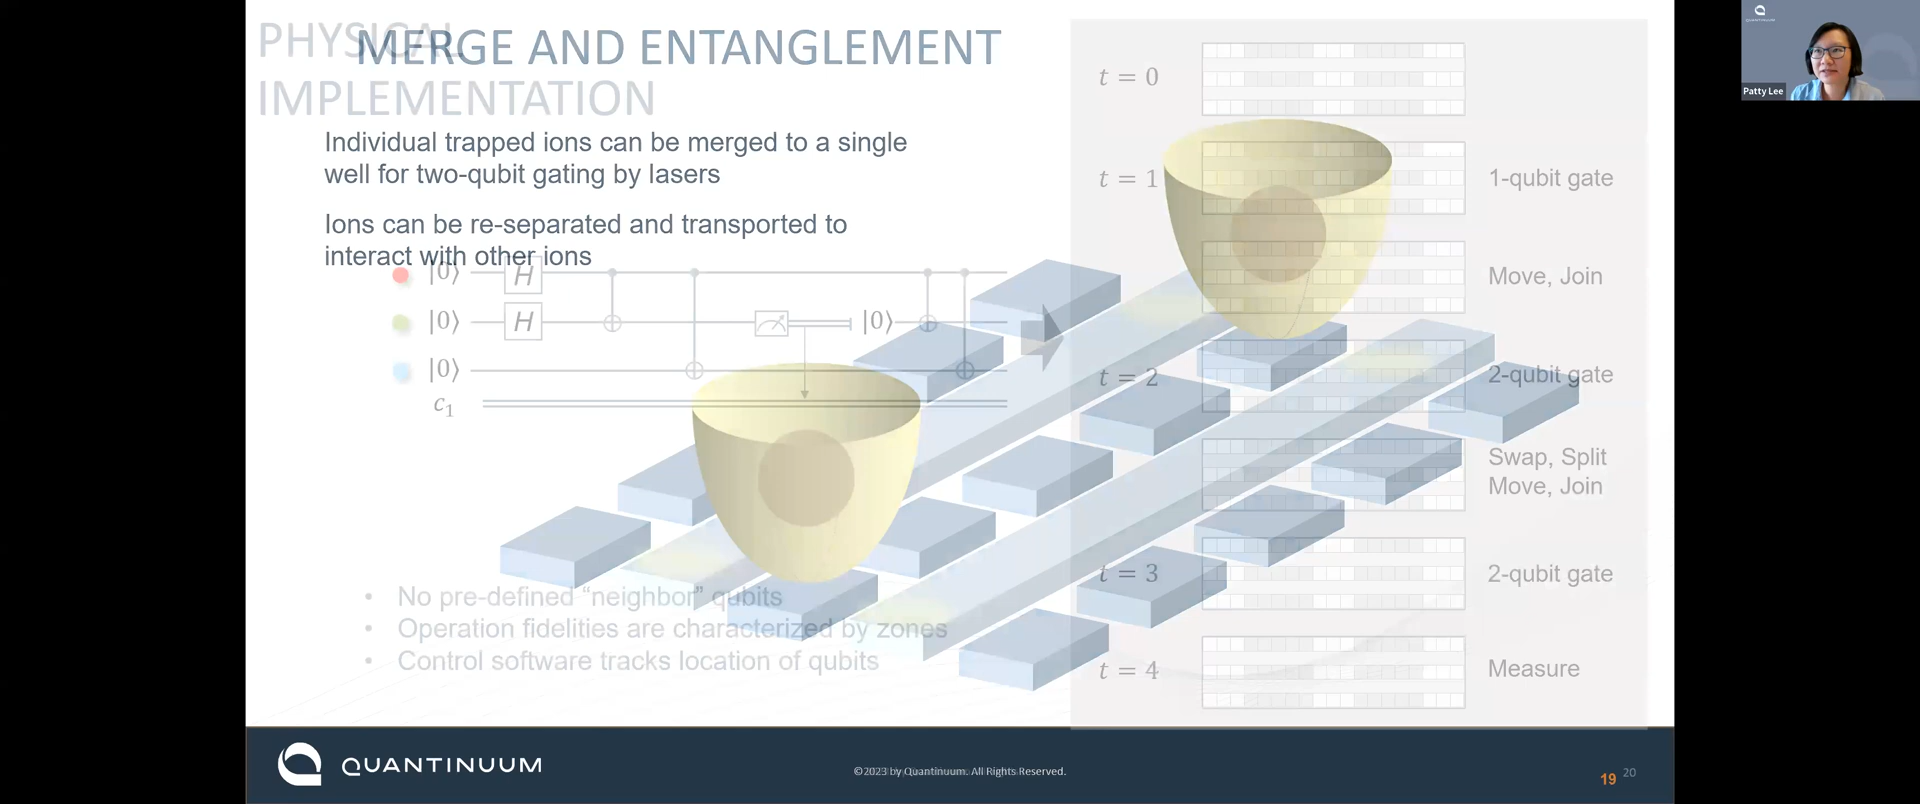 PHYSICAL
MERGE AND ENTANGLEMENT
IMPLEMENTATION
Individual trapped ions can be merged to a single
well for two-qubit gating by lasers
Ions can be re-separated and transported to
interact with other ions
|0⟩ H
|0⟩ H |0⟩
|0⟩
c₁
• No pre-defined “neighbor” qubits
• Operation fidelities are characterized by zones
• Control software tracks location of qubits
t = 0
t = 1 1-qubit gate
Move, Join
t = 2 2-qubit gate
Swap, Split
Move, Join
t = 3 2-qubit gate
t = 4 Measure
QUANTINUUM
©2023 by Quantinuum. All Rights Reserved.
19 20
Patty Lee